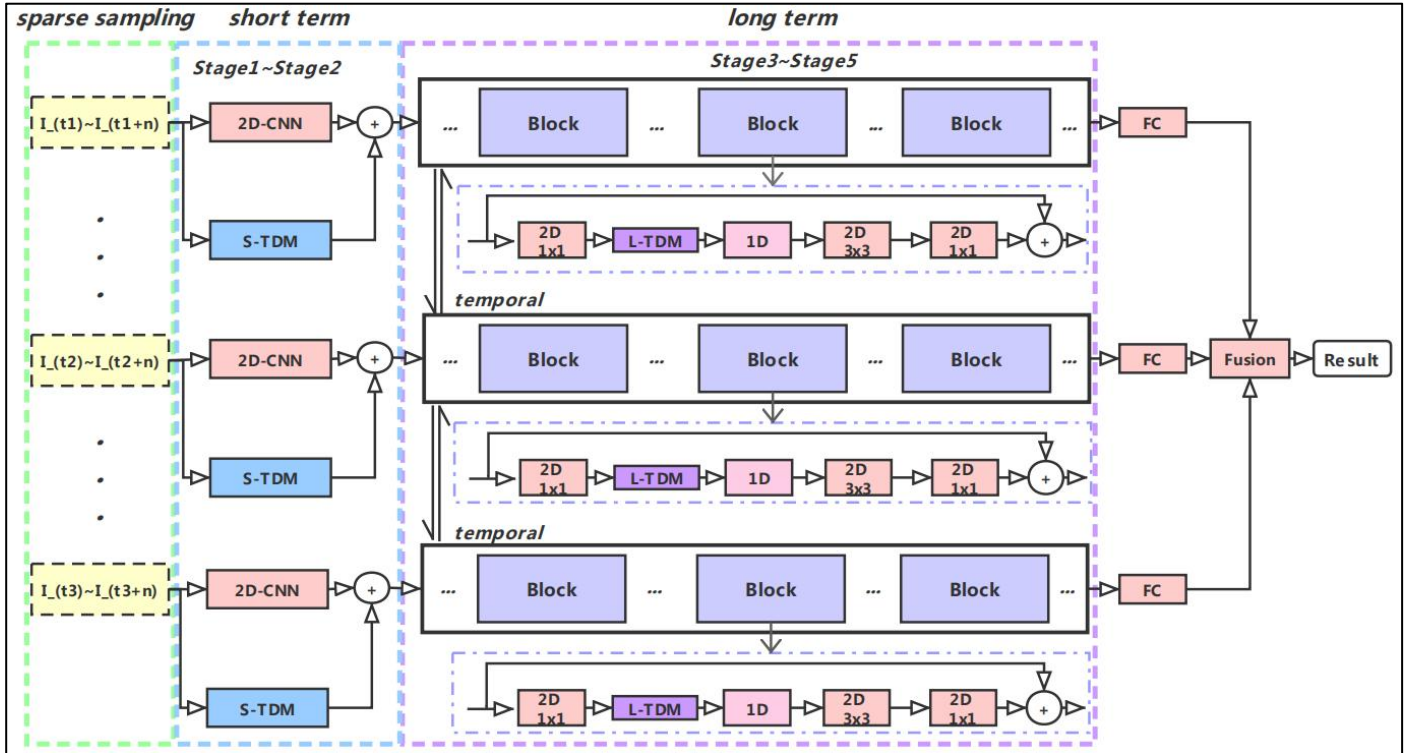 sparse sampling short term long term
Stage1~Stage2 Stage3~Stage5
I_(t1)~I_(t1+n) 2D-CNN + ... Block ... Block ... Block ... FC
S-TDM 2D 1x1 L-TDM 1D 2D 3x3 2D 1x1 +
temporal
I_(t2)~I_(t2+n) 2D-CNN + ... Block ... Block ... Block ... FC Fusion Result
S-TDM 2D 1x1 L-TDM 1D 2D 3x3 2D 1x1 +
temporal
I_(t3)~I_(t3+n) 2D-CNN + ... Block ... Block ... Block ... FC
S-TDM 2D 1x1 L-TDM 1D 2D 3x3 2D 1x1 +